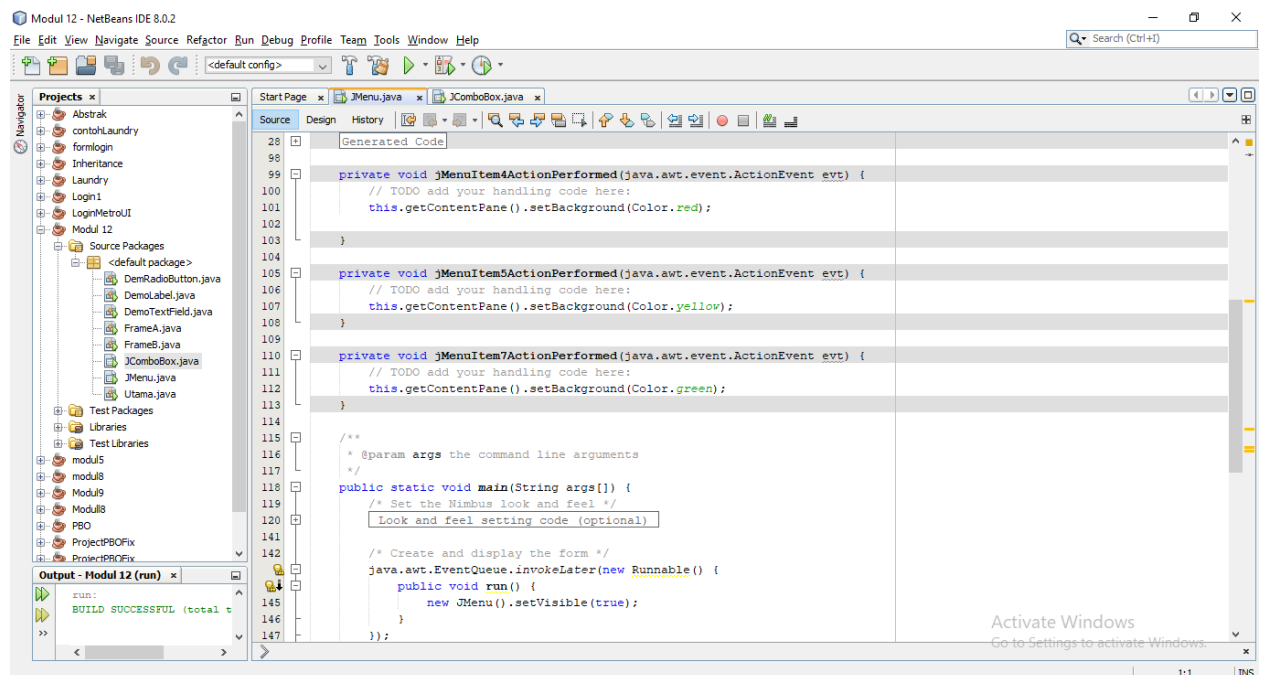 Modul 12 - NetBeans IDE 8.0.2
File Edit View Navigate Source Refactor Run Debug Profile Team Tools Window Help
Search (Ctrl+I)
<default config>
Navigator
Projects
Abstrak
contohLaundry
formlogin
Inheritance
Laundry
Login1
LoginMetroUI
Modul 12
Source Packages
<default package>
DemRadioButton.java
DemoLabel.java
DemoTextField.java
FrameA.java
FrameB.java
JComboBox.java
JMenu.java
Utama.java
Test Packages
Libraries
Test Libraries
modul5
modul8
Modul9
Modull8
PBO
ProjectPBOFix
ProjectPBOFix
Output - Modul 12 (run)
run:
BUILD SUCCESSFUL (total t
Start Page JMenu.java JComboBox.java
Source Design History
28 Generated Code
98
99 private void jMenuItem4ActionPerformed(java.awt.event.ActionEvent evt) {
100 // TODO add your handling code here:
101 this.getContentPane().setBackground(Color.red);
102
103 }
104
105 private void jMenuItem5ActionPerformed(java.awt.event.ActionEvent evt) {
106 // TODO add your handling code here:
107 this.getContentPane().setBackground(Color.yellow);
108 }
109
110 private void jMenuItem7ActionPerformed(java.awt.event.ActionEvent evt) {
111 // TODO add your handling code here:
112 this.getContentPane().setBackground(Color.green);
113 }
114
115 /**
116 * @param args the command line arguments
117 */
118 public static void main(String args[]) {
119 /* Set the Nimbus look and feel */
120 Look and feel setting code (optional)
141
142 /* Create and display the form */
java.awt.EventQueue.invokeLater(new Runnable() {
public void run() {
145 new JMenu().setVisible(true);
146 }
147 });
Activate Windows
Go to Settings to activate Windows.
1:1 INS